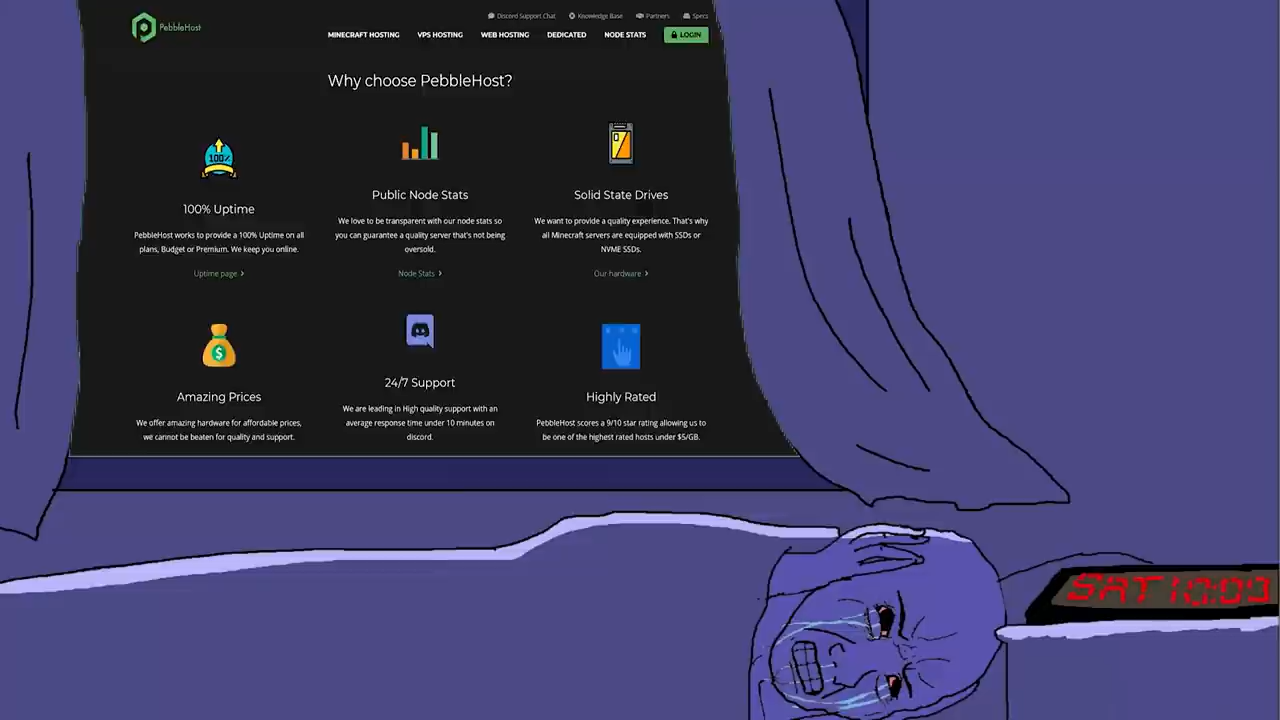 PebbleHost
Discord Support Chat Knowledge Base Partners Specs
MINECRAFT HOSTING VPS HOSTING WEB HOSTING DEDICATED NODE STATS LOGIN
Why choose PebbleHost?
100%
100% Uptime
PebbleHost works to provide a 100% Uptime on all
plans, Budget or Premium. We keep you online.
Uptime page >
Public Node Stats
We love to be transparent with our node stats so
you can guarantee a quality server that's not being
oversold.
Node Stats >
Solid State Drives
We want to provide a quality experience. That's why
all Minecraft servers are equipped with SSDs or
NVME SSDs.
Our hardware >
$
Amazing Prices
We offer amazing hardware for affordable prices,
we cannot be beaten for quality and support.
24/7 Support
We are leading in High quality support with an
average response time under 10 minutes on
discord.
Highly Rated
PebbleHost scores a 9/10 star rating allowing us to
be one of the highest rated hosts under $5/GB.
SAT 10:00